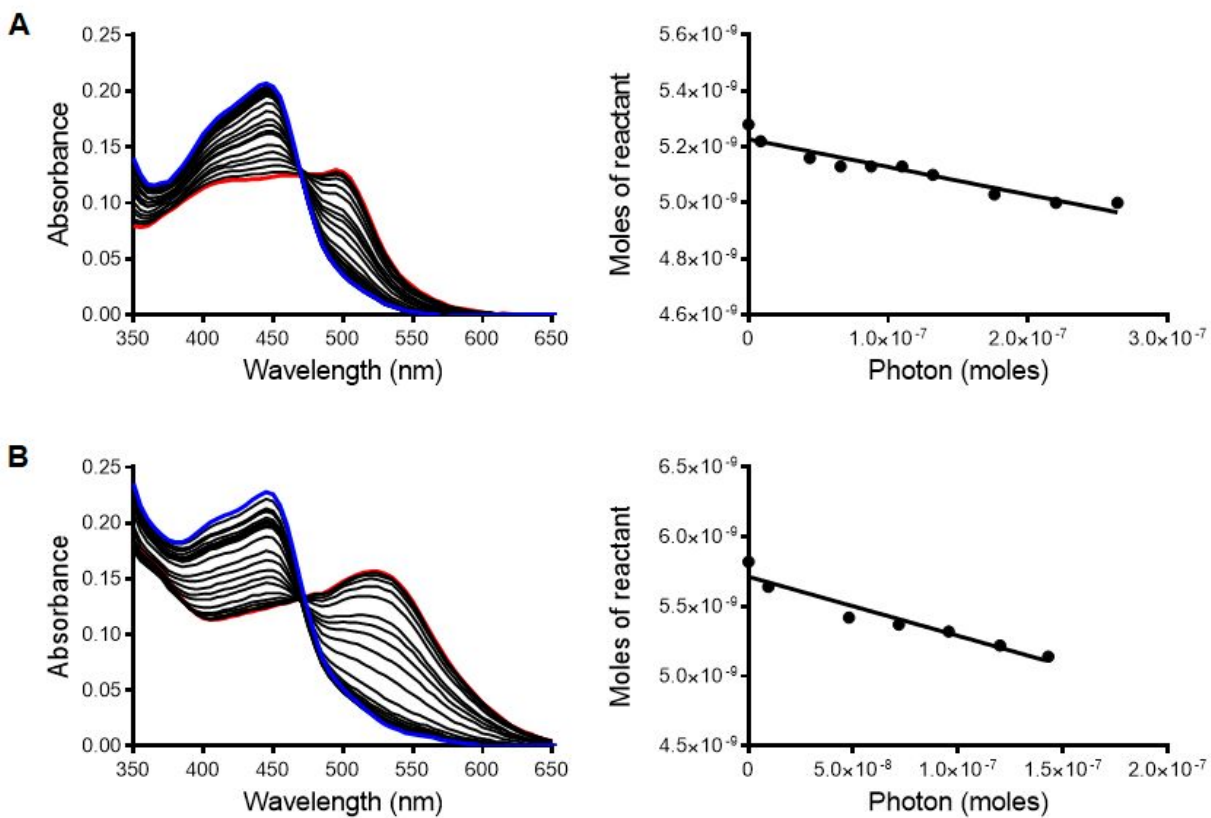 A
Absorbance
0.25
0.20
0.15
0.10
0.05
0.00
350 400 450 500 550 600 650
Wavelength (nm)
Moles of reactant
5.6×10⁻⁹
5.4×10⁻⁹
5.2×10⁻⁹
5.0×10⁻⁹
4.8×10⁻⁹
4.6×10⁻⁹
0 1.0×10⁻⁷ 2.0×10⁻⁷ 3.0×10⁻⁷
Photon (moles)
B
Absorbance
0.25
0.20
0.15
0.10
0.05
0.00
350 400 450 500 550 600 650
Wavelength (nm)
Moles of reactant
6.5×10⁻⁹
6.0×10⁻⁹
5.5×10⁻⁹
5.0×10⁻⁹
4.5×10⁻⁹
0 5.0×10⁻⁸ 1.0×10⁻⁷ 1.5×10⁻⁷ 2.0×10⁻⁷
Photon (moles)